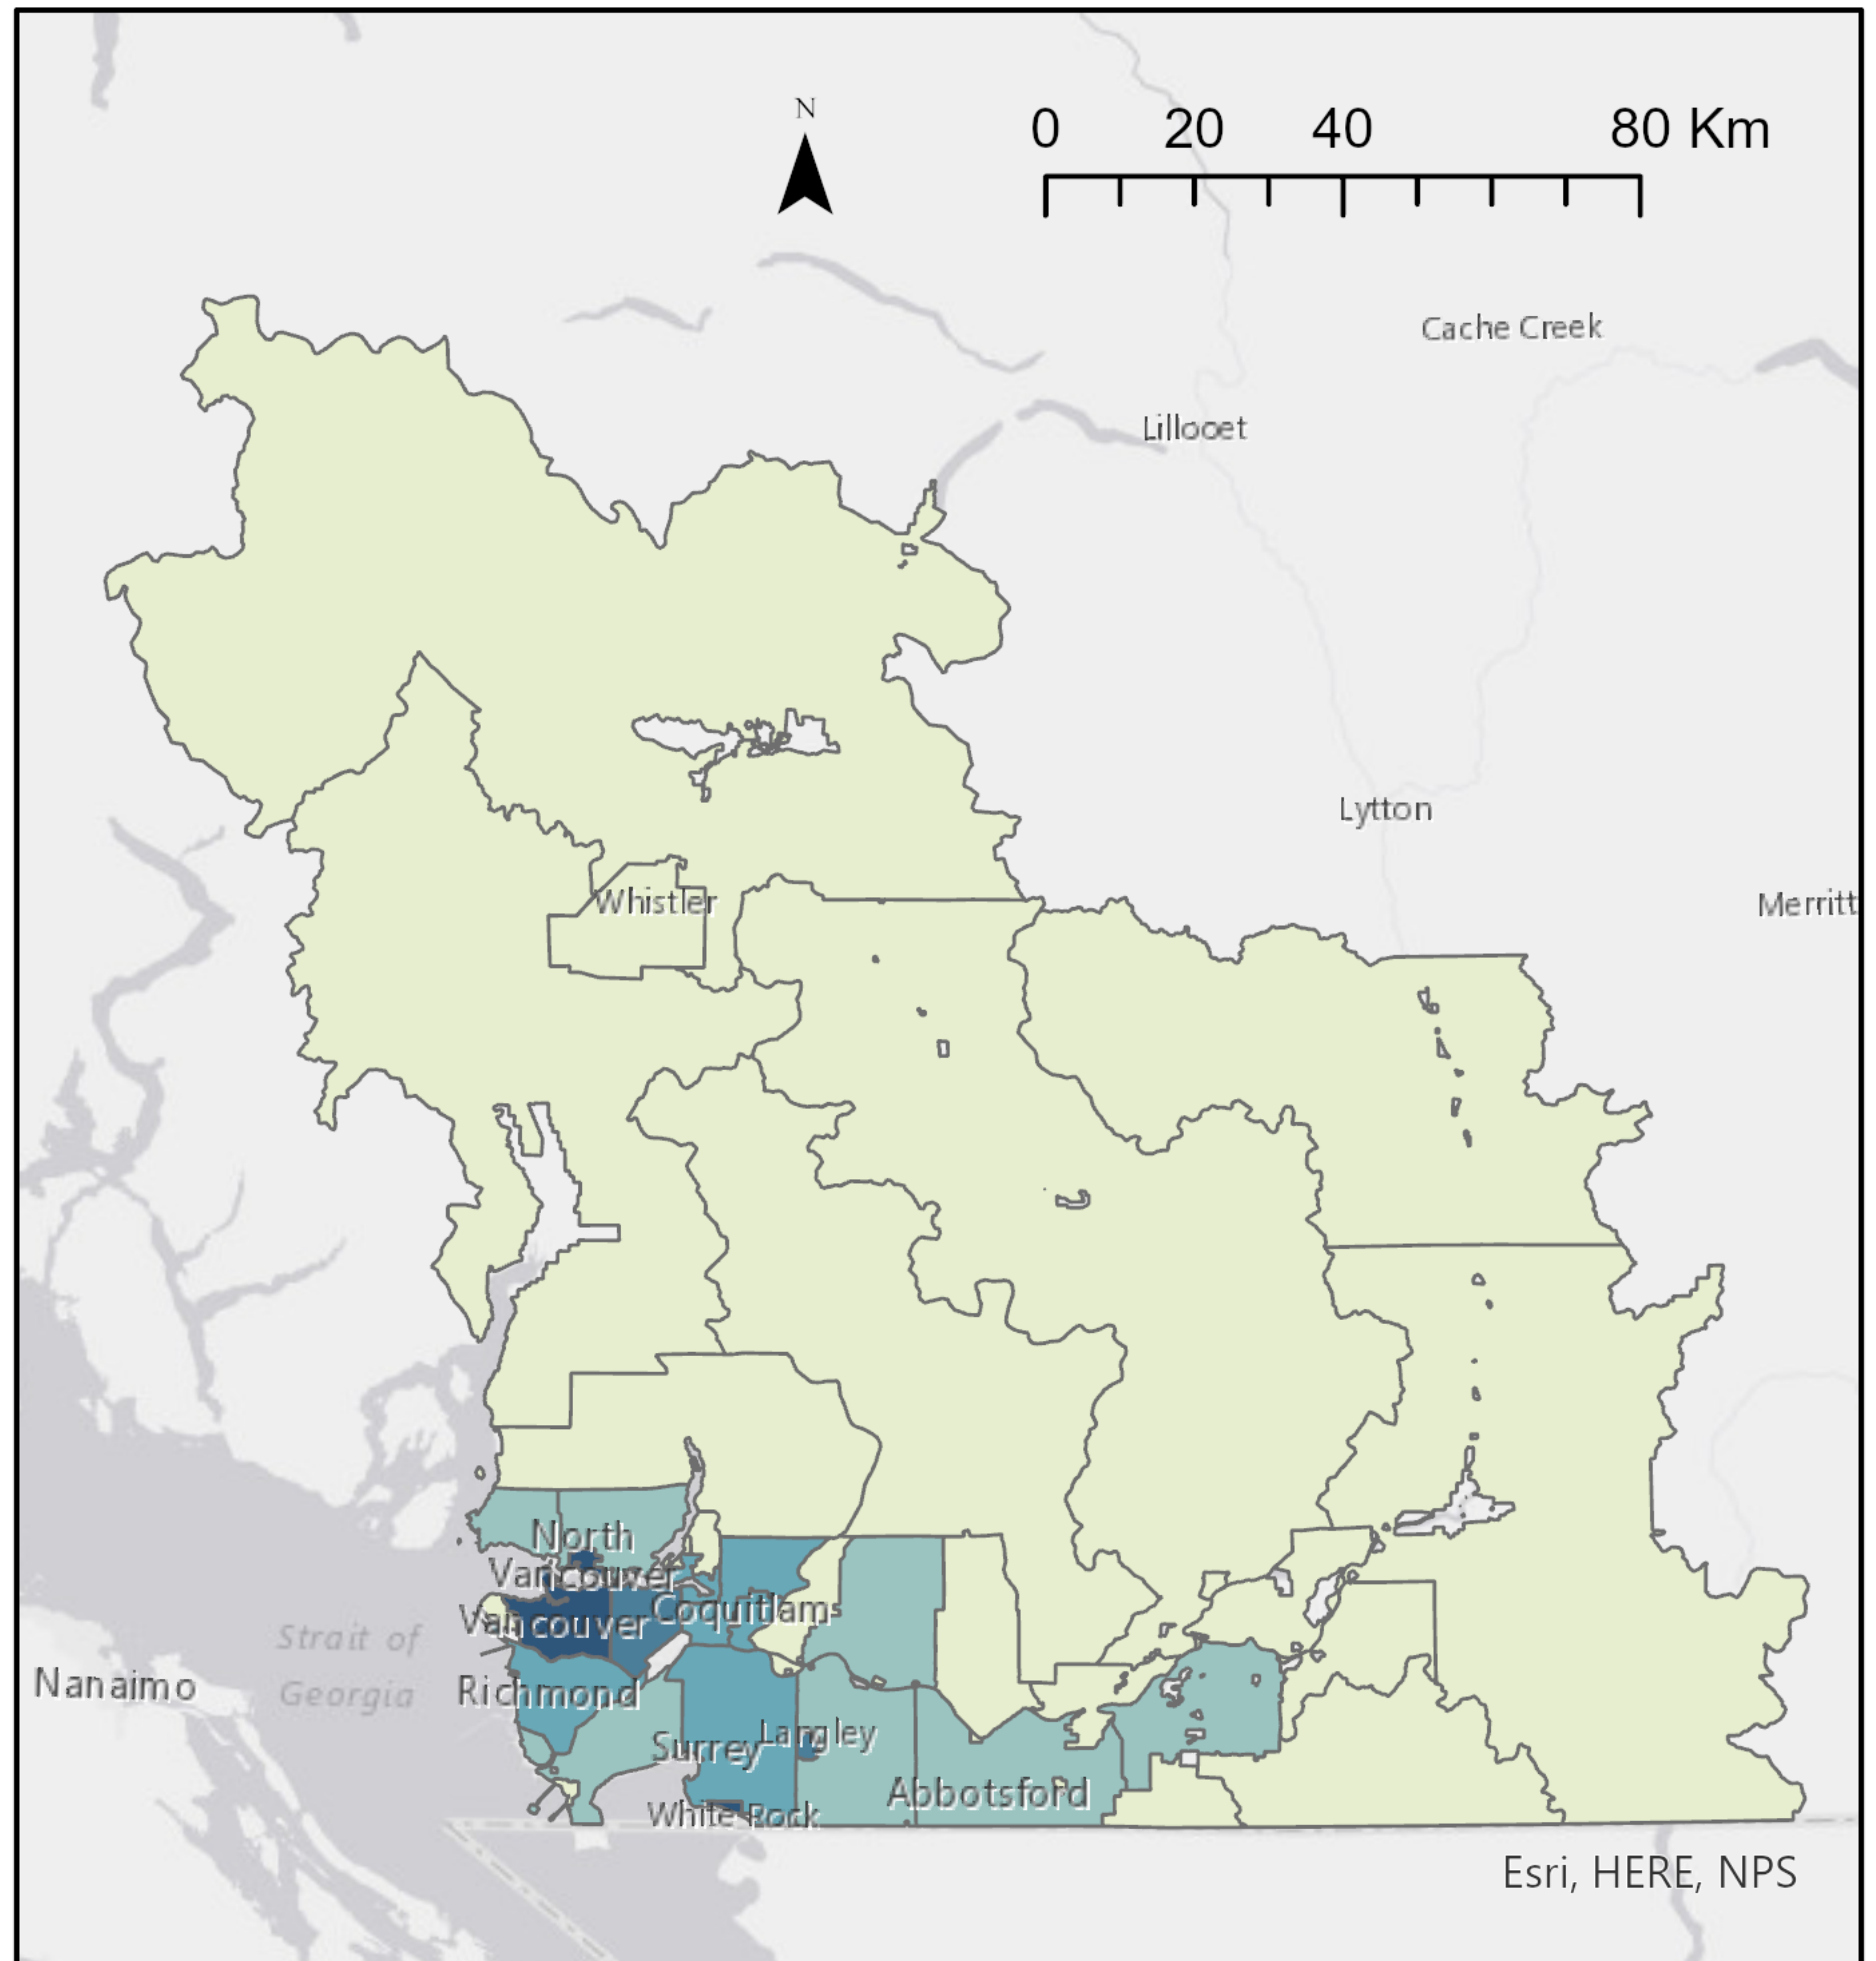 N
0 20 40 80 Km
Cache Creek
Lillooet
Lytton
Whistler
Merritt
North
Vancouver
Vancouver
Coquitlam
Strait of
Georgia
Nanaimo
Richmond
Surrey
Langley
Abbotsford
White Rock
Esri, HERE, NPS